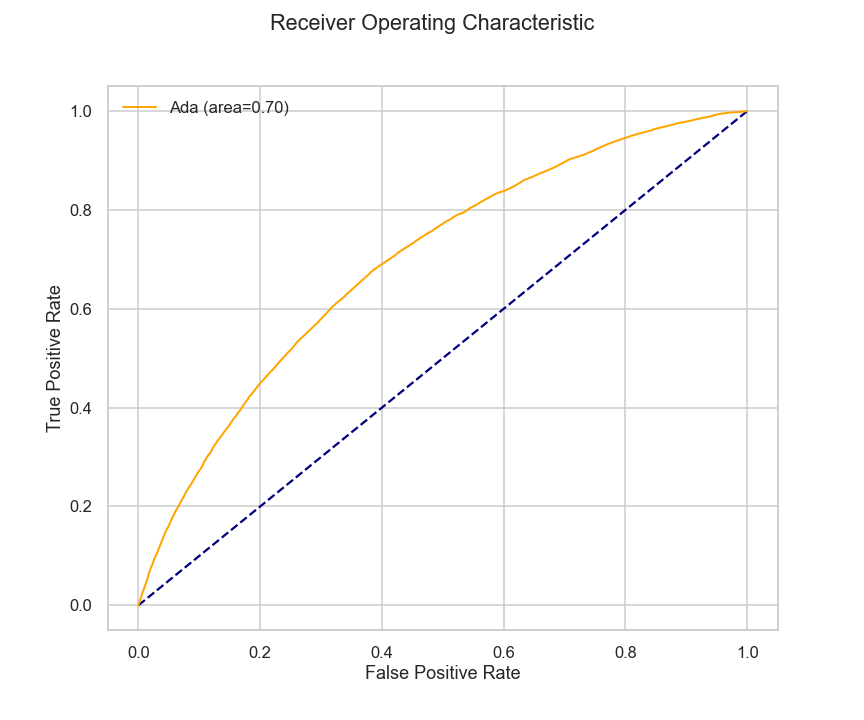 Receiver Operating Characteristic
Ada (area=0.70)
1.0
0.8
0.6
0.4
0.2
0.0
True Positive Rate
0.0 0.2 0.4 0.6 0.8 1.0
False Positive Rate